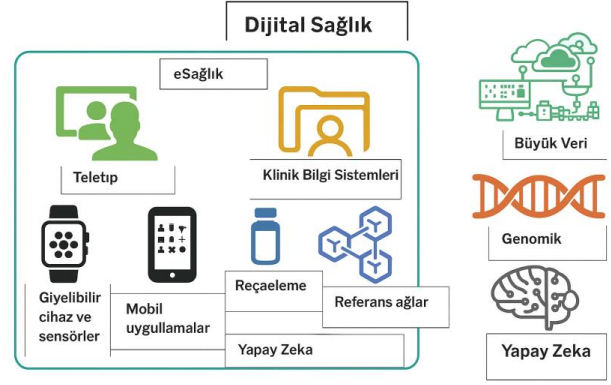 Dijital Sağlık
eSağlık
Teletıp
Klinik Bilgi Sistemleri
Giyelibilir
cihaz ve
sensörler
Mobil
uygulamalar
Reçaeleme
Referans ağlar
Yapay Zeka
Büyük Veri
Genomik
Yapay Zeka